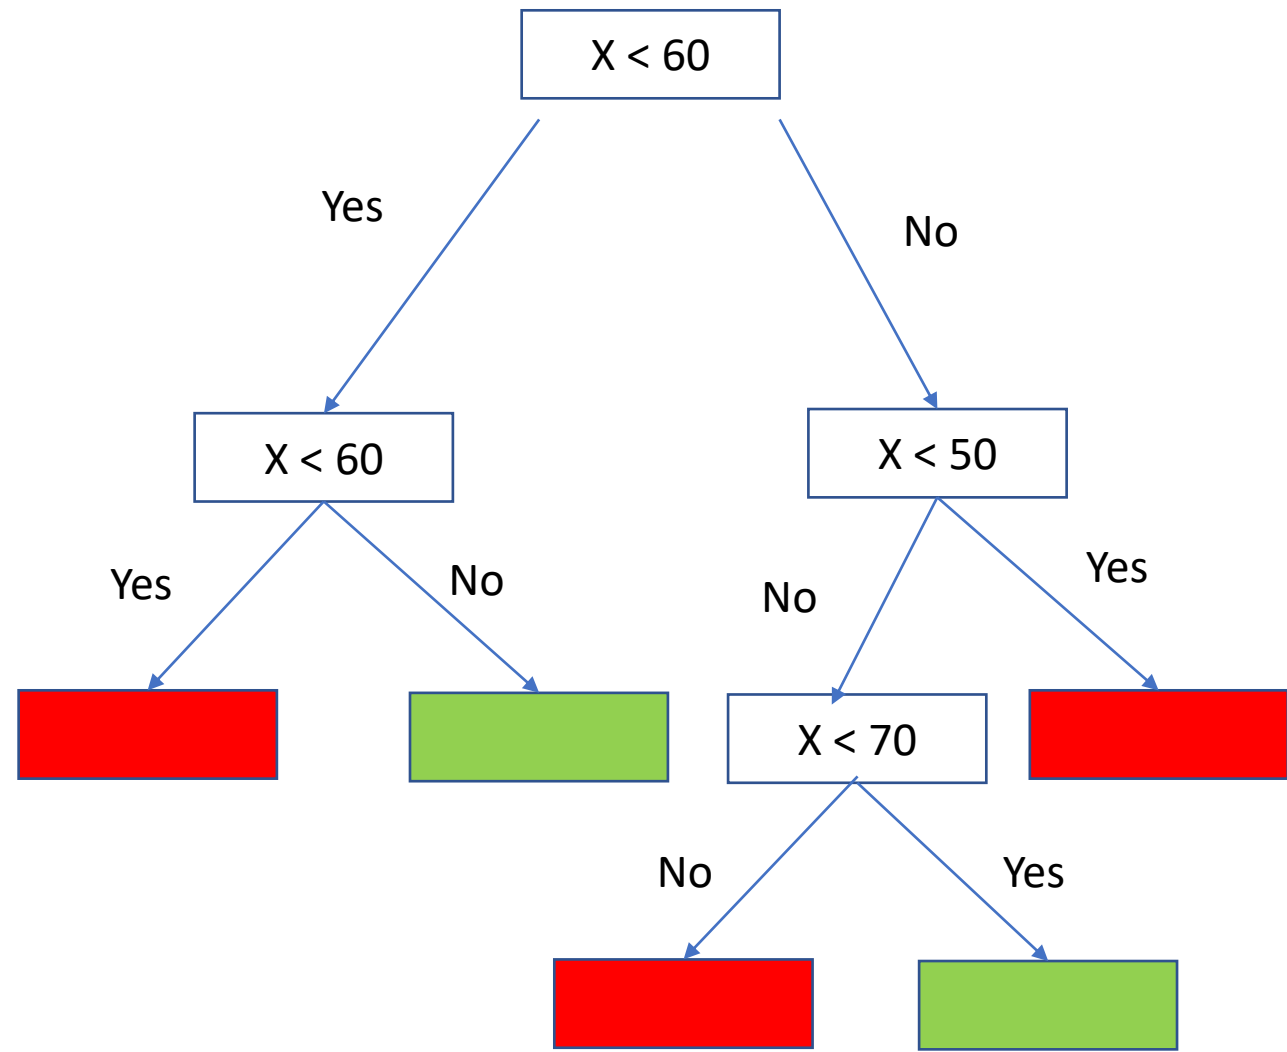 X < 60
Yes
No
X < 60
X < 50
Yes
No
No
Yes
X < 70
No
Yes